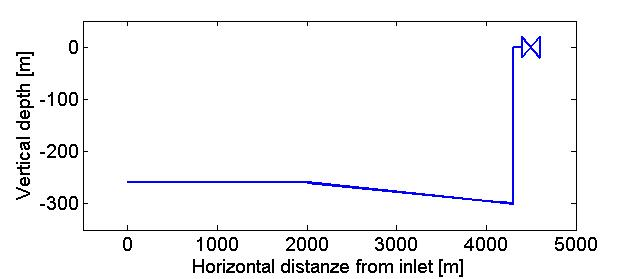 0
-100
-200
-300
Vertical depth [m]
0 1000 2000 3000 4000 5000
Horizontal distanze from inlet [m]